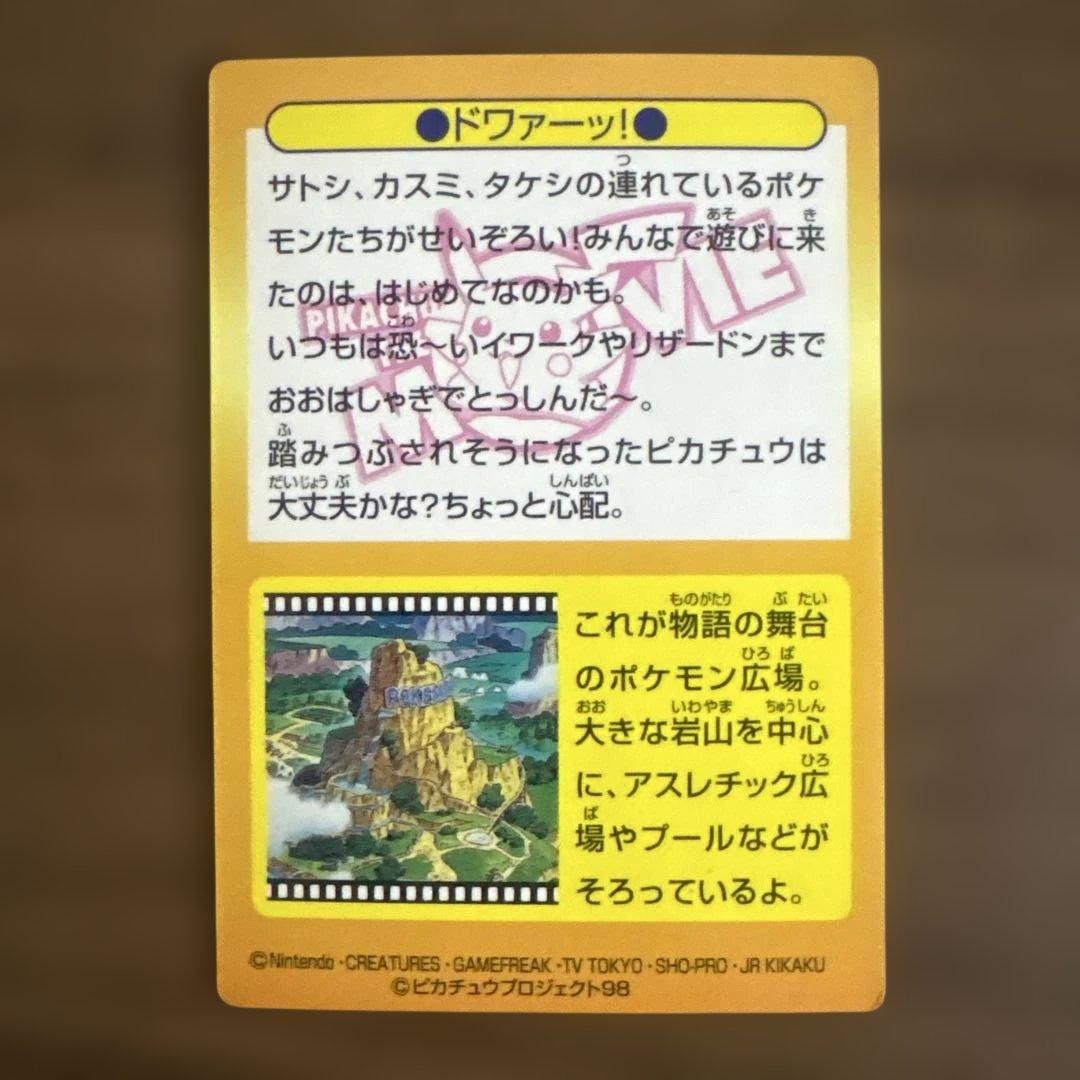 ●ドワァーッ!●
サトシ、カスミ、タケシの連れているポケ
モンたちがせいぞろい!みんなで遊びに来
たのは、はじめてなのかも。
いつもは恐〜いイワークやリザードンまで
おおはしゃぎでとっしんだ〜。
踏みつぶされそうになったピカチュウは
大丈夫かな?ちょっと心配。
PIKACHU
THE
MOVIE
これが物語の舞台
のポケモン広場。
大きな岩山を中心
に、アスレチック広
場やプールなどが
そろっているよ。
©Nintendo・CREATURES・GAMEFREAK・TV TOKYO・SHO-PRO・JR KIKAKU
©ピカチュウプロジェクト98